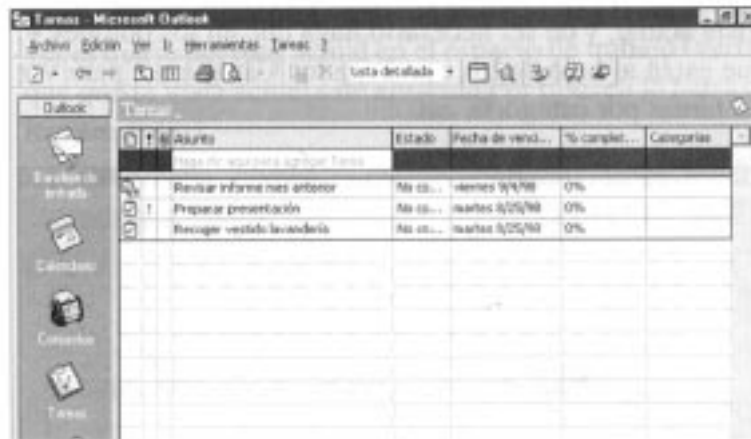 Tareas - Microsoft Outlook
Archivo Edición Ver Ir Herramientas Tareas ?
Lista detallada
Outlook
Tareas
! Asunto Estado Fecha de venci... % complet... Categorías
Haga clic aquí para agregar Tarea
Revisar informe mes anterior No co... viernes 9/4/98 0%
! Preparar presentación No co... martes 8/25/98 0%
Recoger vestido lavandería No co... martes 8/25/98 0%
Bandeja de
entrada
Calendario
Contactos
Tareas